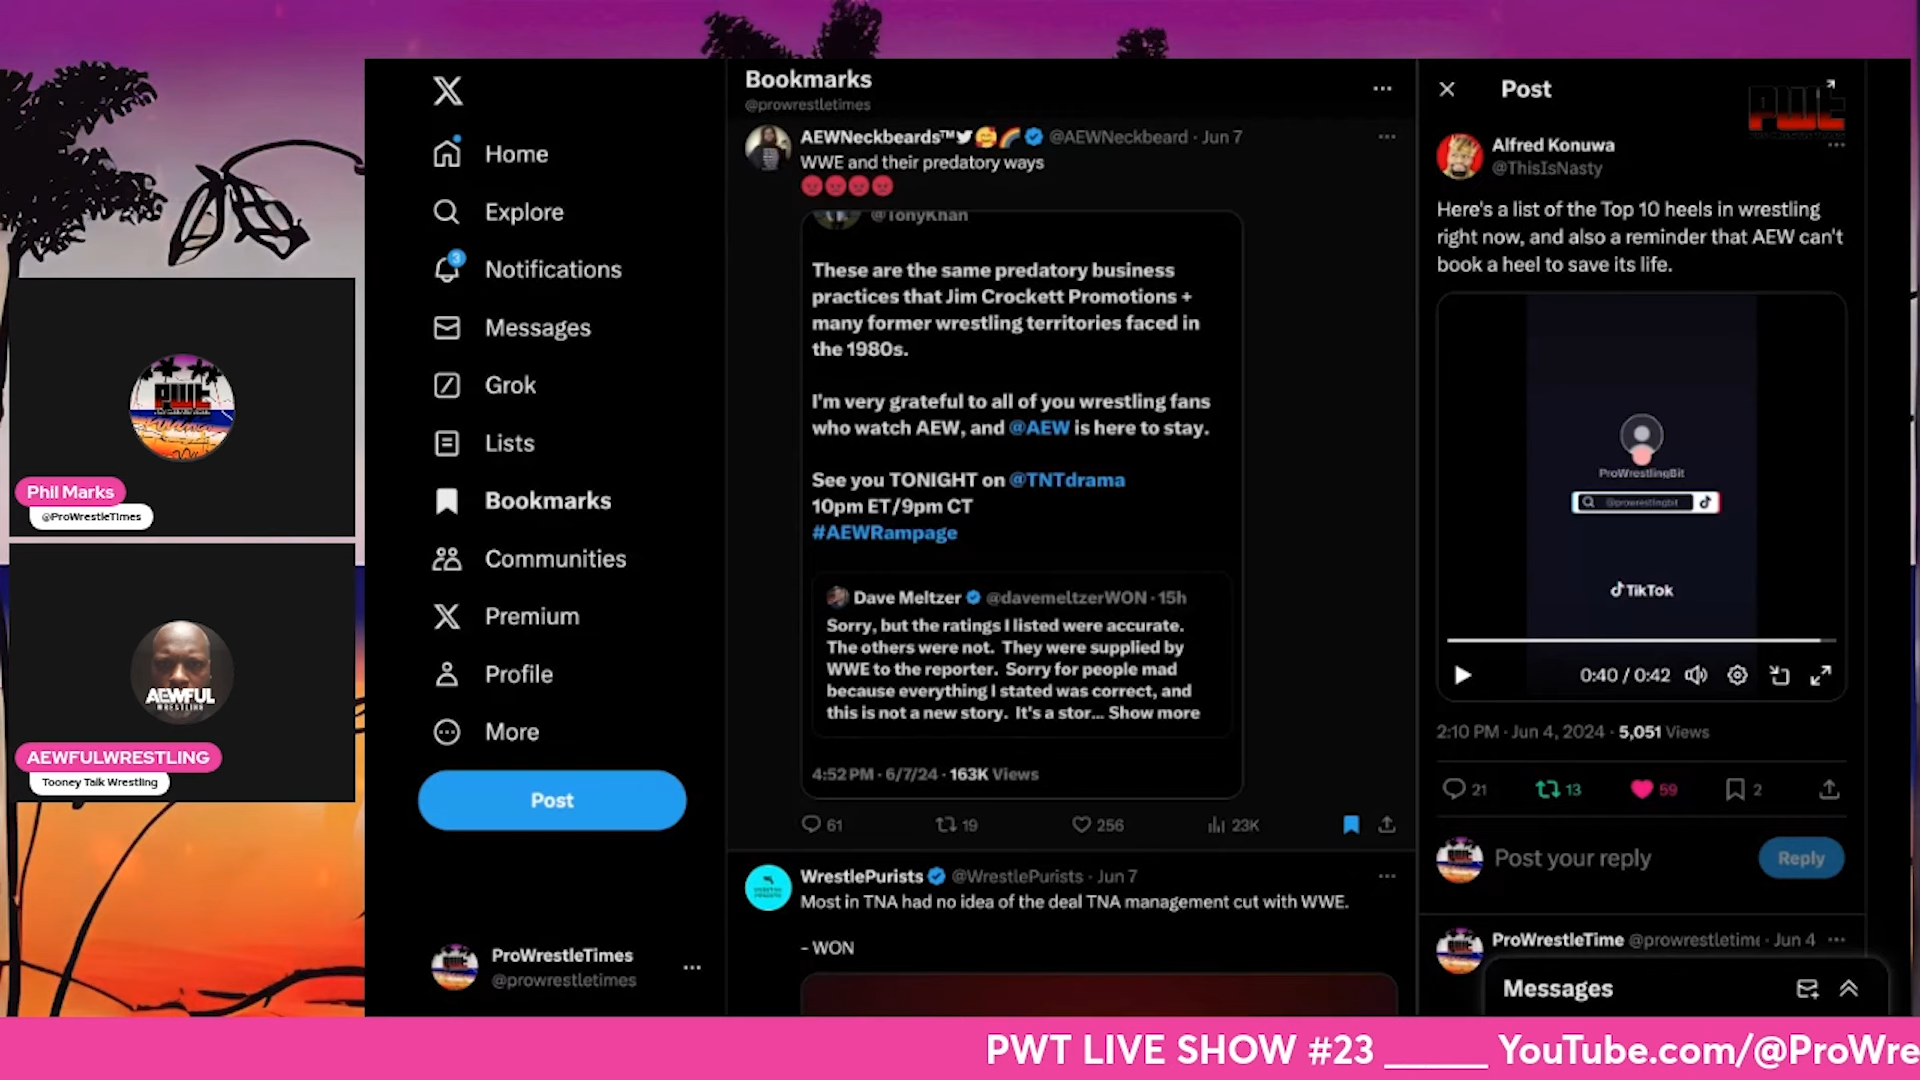 Phil Marks
@ProWrestleTimes
AEWFUL
WRESTLING
AEWFULWRESTLING
Tooney Talk Wrestling
Home
Explore
3
Notifications
Messages
Grok
Lists
Bookmarks
Communities
Premium
Profile
More
Post
ProWrestleTimes
@prowrestletimes
Bookmarks
@prowrestletimes
AEWNeckbeards™ @AEWNeckbeard · Jun 7
WWE and their predatory ways
@TonyKhan
These are the same predatory business
practices that Jim Crockett Promotions +
many former wrestling territories faced in
the 1980s.
I'm very grateful to all of you wrestling fans
who watch AEW, and @AEW is here to stay.
See you TONIGHT on @TNTdrama
10pm ET/9pm CT
#AEWRampage
Dave Meltzer @davemeltzerWON · 15h
Sorry, but the ratings I listed were accurate.
The others were not. They were supplied by
WWE to the reporter. Sorry for people mad
because everything I stated was correct, and
this is not a new story. It's a stor... Show more
4:52 PM · 6/7/24 · 163K Views
61 19 256 23K
WrestlePurists @WrestlePurists · Jun 7
Most in TNA had no idea of the deal TNA management cut with WWE.
- WON
Post
PWT
Alfred Konuwa
@ThisIsNasty
Here's a list of the Top 10 heels in wrestling
right now, and also a reminder that AEW can't
book a heel to save its life.
ProWrestlingBit
@prowrestlingbit
TikTok
0:40 / 0:42
2:10 PM · Jun 4, 2024 · 5,051 Views
21 13 59 2
Post your reply
Reply
ProWrestleTime @prowrestletime · Jun 4
Messages
PWT LIVE SHOW #23 ______ YouTube.com/@ProWre